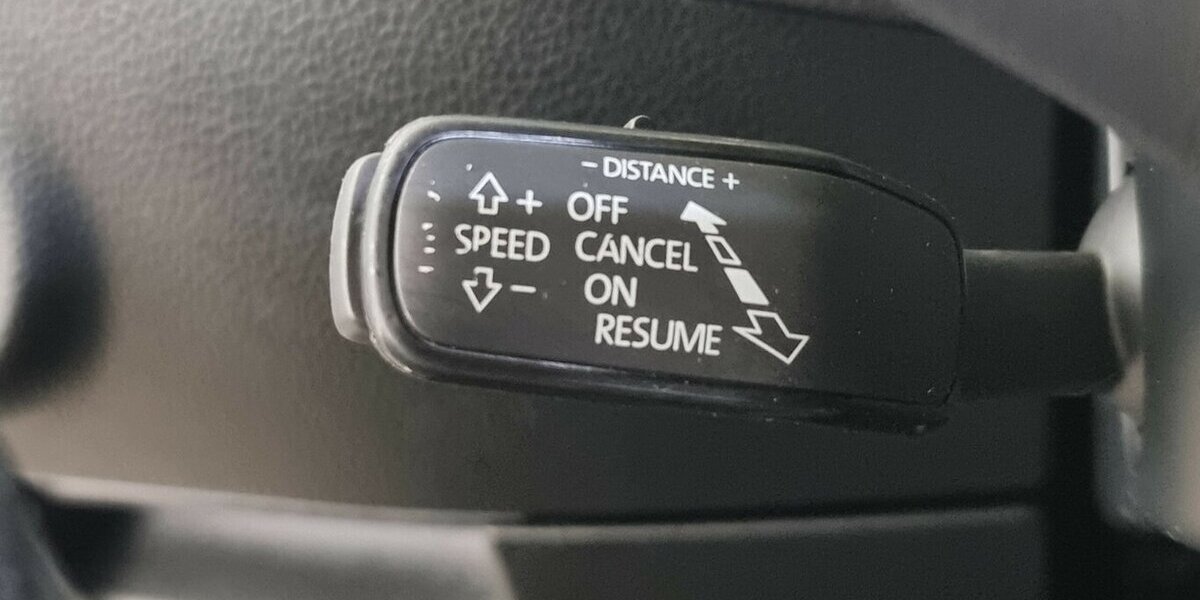 - DISTANCE +
+ OFF
SPEED CANCEL
- ON
RESUME